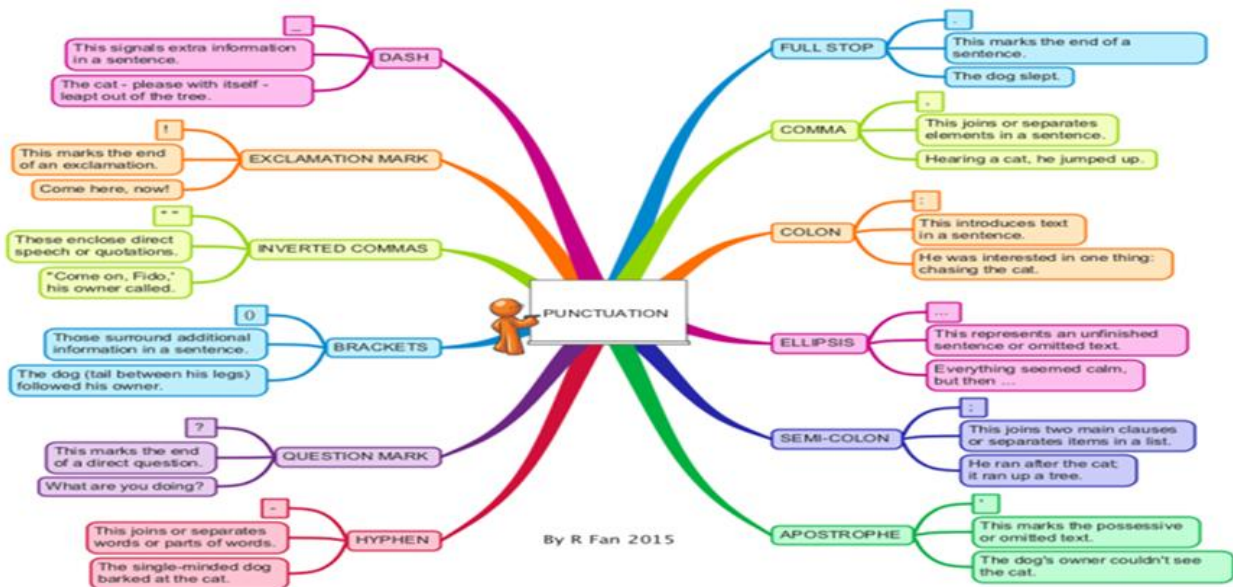 PUNCTUATION
_
This signals extra information
in a sentence.
The cat - please with itself -
leapt out of the tree.
DASH
!
This marks the end
of an exclamation.
Come here, now!
EXCLAMATION MARK
" "
These enclose direct
speech or quotations.
"Come on, Fido,'
his owner called.
INVERTED COMMAS
()
Those surround additional
information in a sentence.
The dog (tail between his legs)
followed his owner.
BRACKETS
?
This marks the end
of a direct question.
What are you doing?
QUESTION MARK
-
This joins or separates
words or parts of words.
The single-minded dog
barked at the cat.
HYPHEN
FULL STOP
.
This marks the end of a
sentence.
The dog slept.
COMMA
,
This joins or separates
elements in a sentence.
Hearing a cat, he jumped up.
COLON
:
This introduces text
in a sentence.
He was interested in one thing:
chasing the cat.
ELLIPSIS
...
This represents an unfinished
sentence or omitted text.
Everything seemed calm,
but then ...
SEMI-COLON
;
This joins two main clauses
or separates items in a list.
He ran after the cat;
it ran up a tree.
APOSTROPHE
'
This marks the possessive
or omitted text.
The dog's owner couldn't see
the cat.
By R Fan 2015